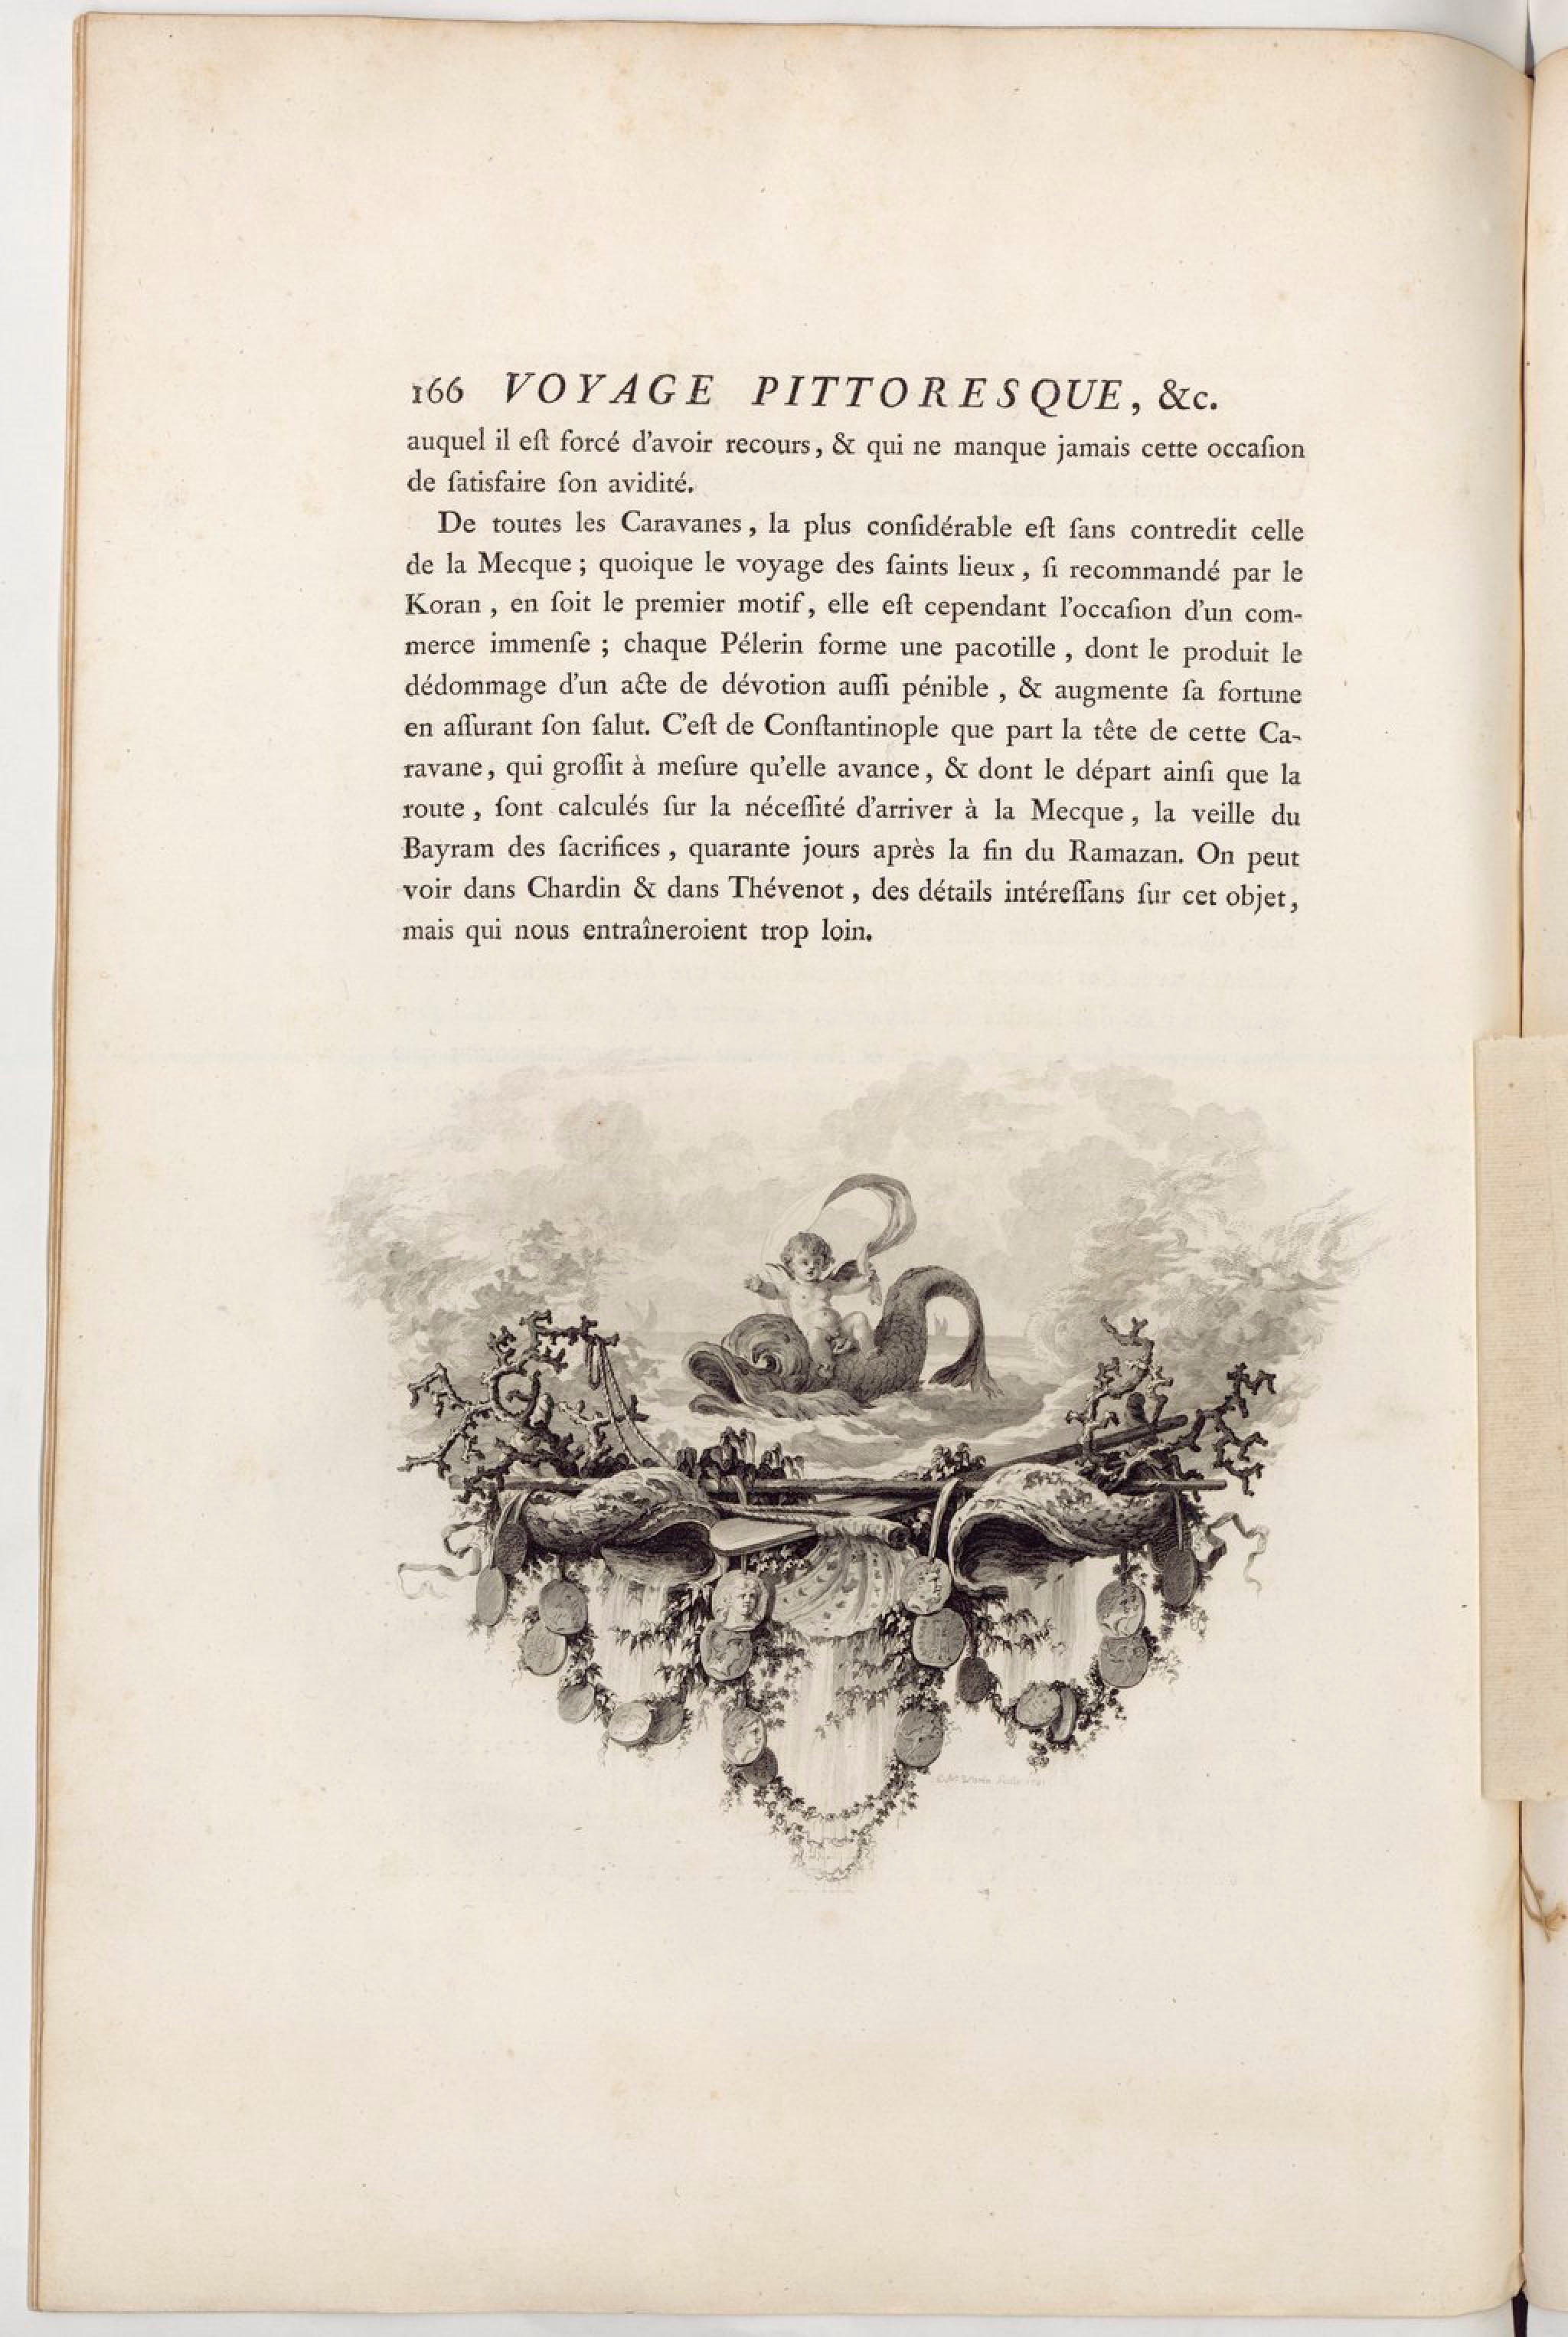 166 VOYAGE PITTORESQUE, &c.
auquel il eſt forcé d'avoir recours, & qui ne manque jamais cette occaſion
de ſatisfaire ſon avidité.
De toutes les Caravanes, la plus conſidérable eſt ſans contredit celle
de la Mecque ; quoique le voyage des ſaints lieux, ſi recommandé par le
Koran, en ſoit le premier motif, elle eſt cependant l'occaſion d'un com-
merce immenſe ; chaque Pélerin forme une pacotille, dont le produit le
dédommage d'un acte de dévotion auſſi pénible, & augmente ſa fortune
en aſſurant ſon ſalut. C'eſt de Conſtantinople que part la tête de cette Ca-
ravane, qui groſſit à meſure qu'elle avance, & dont le départ ainſi que la
route, ſont calculés ſur la néceſſité d'arriver à la Mecque, la veille du
Bayram des ſacrifices, quarante jours après la fin du Ramazan. On peut
voir dans Chardin & dans Thévenot, des détails intéreſſans ſur cet objet,
mais qui nous entraîneroient trop loin.